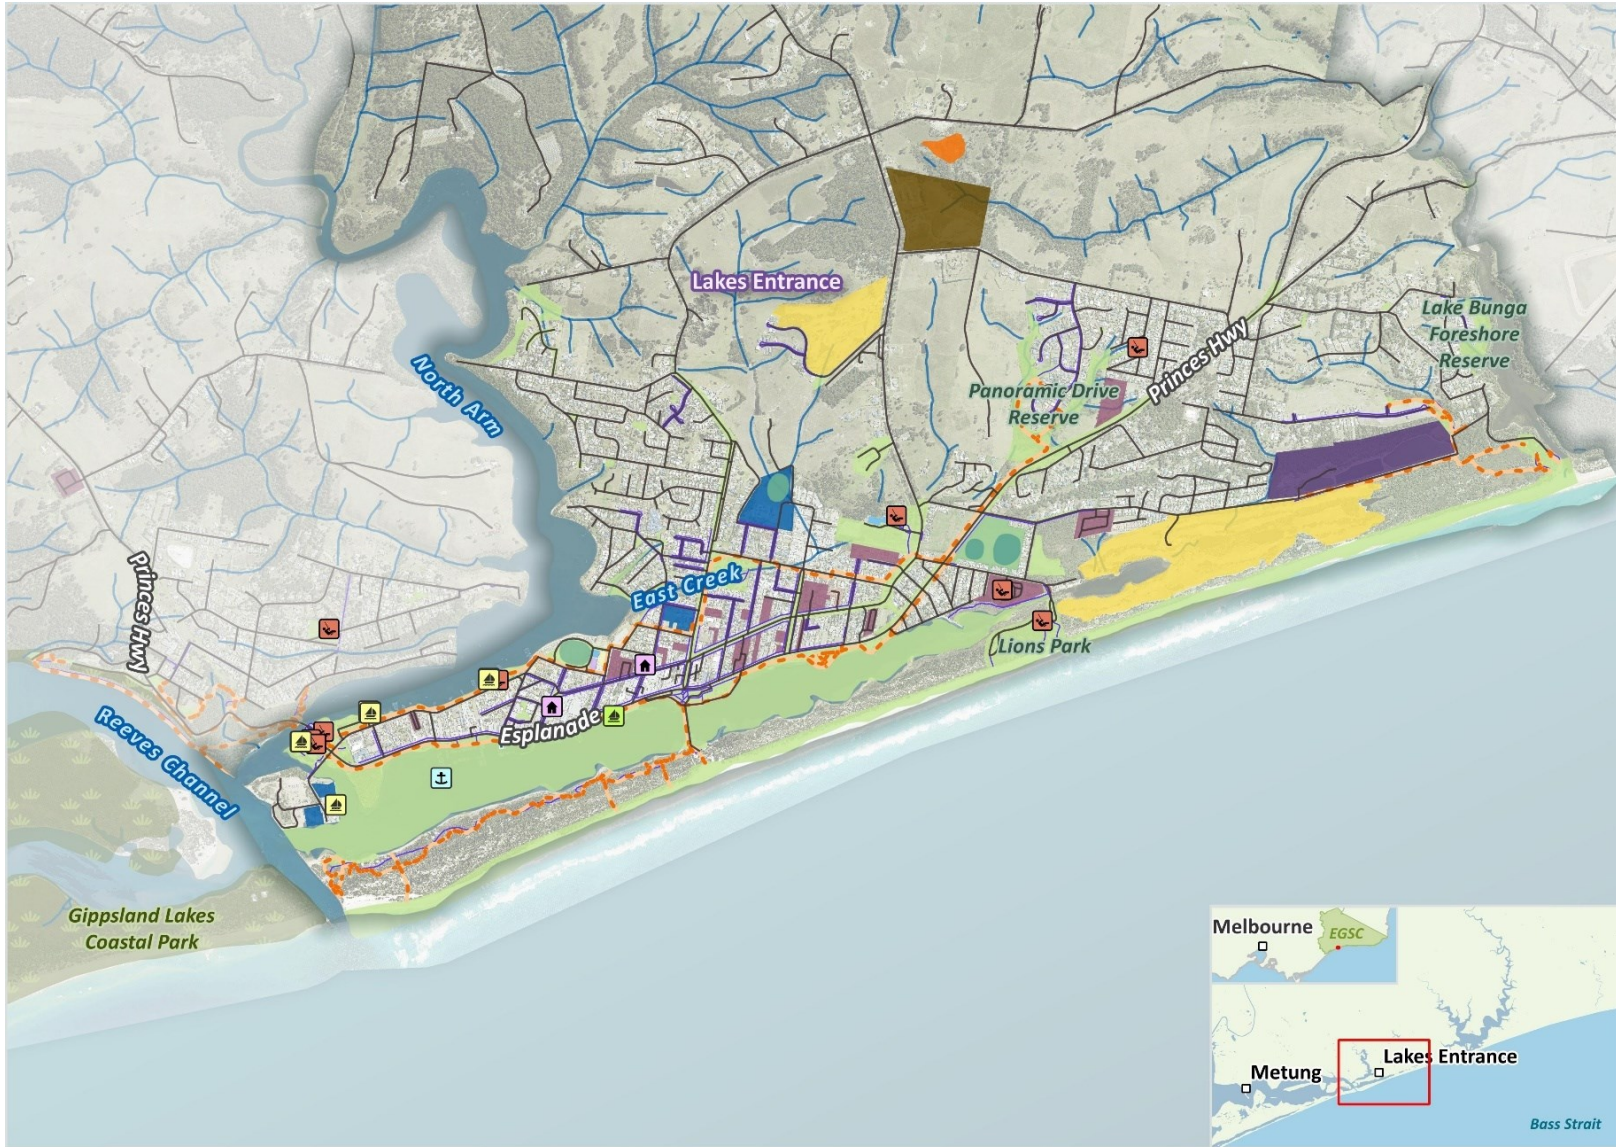 Lakes Entrance
Lake Bunga
Foreshore
Reserve
North Arm
Princes Hwy
Panoramic Drive
Reserve
Princes Hwy
East Creek
Lions Park
Reeves Channel
Esplanade
Gippsland Lakes
Coastal Park
Melbourne
EGSC
Lakes Entrance
Metung
Bass Strait